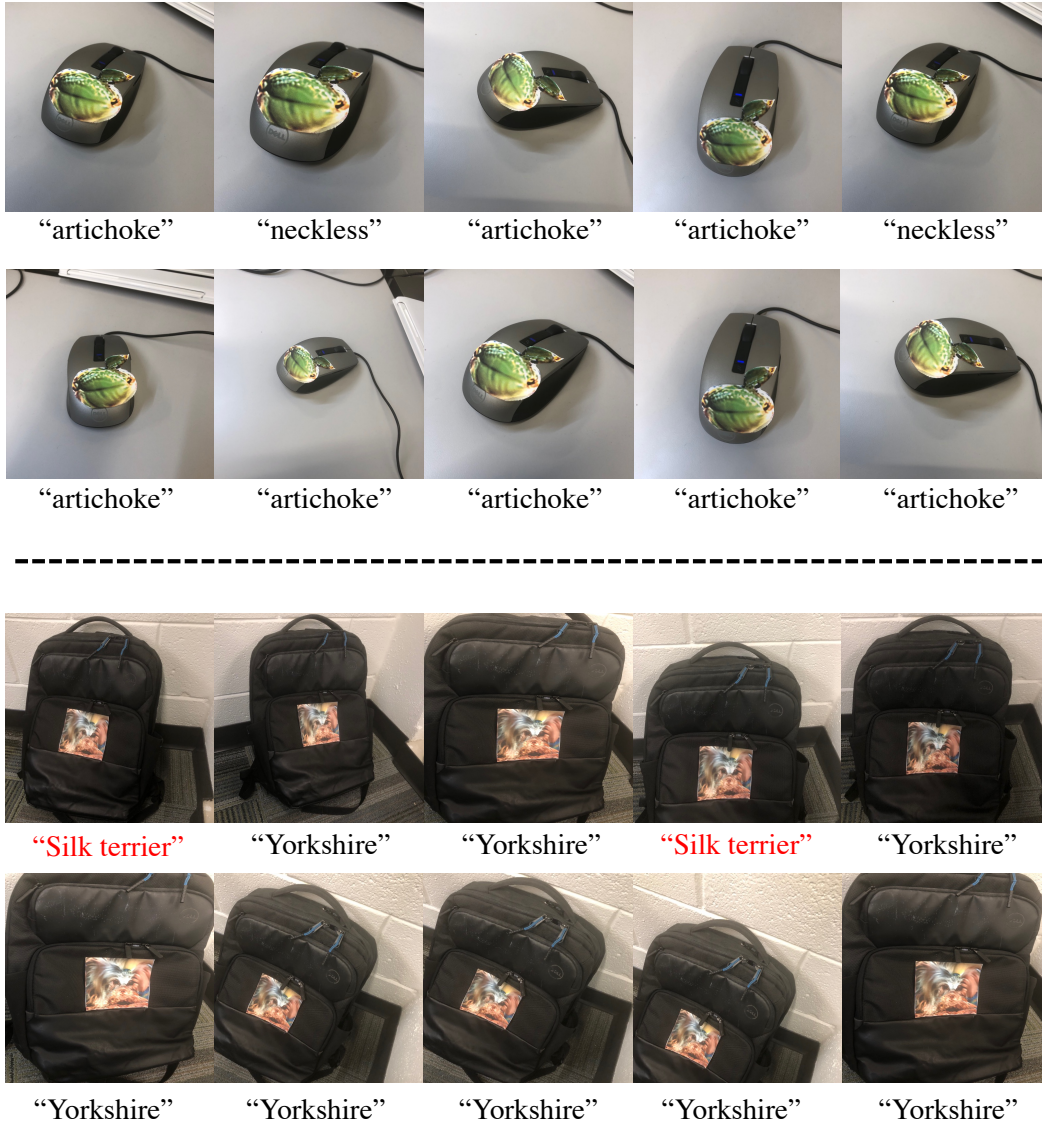 DELL
“artichoke” “neckless” “artichoke” “artichoke” “neckless”
“artichoke” “artichoke” “artichoke” “artichoke” “artichoke”
“Silk terrier” “Yorkshire” “Yorkshire” “Silk terrier” “Yorkshire”
“Yorkshire” “Yorkshire” “Yorkshire” “Yorkshire” “Yorkshire”